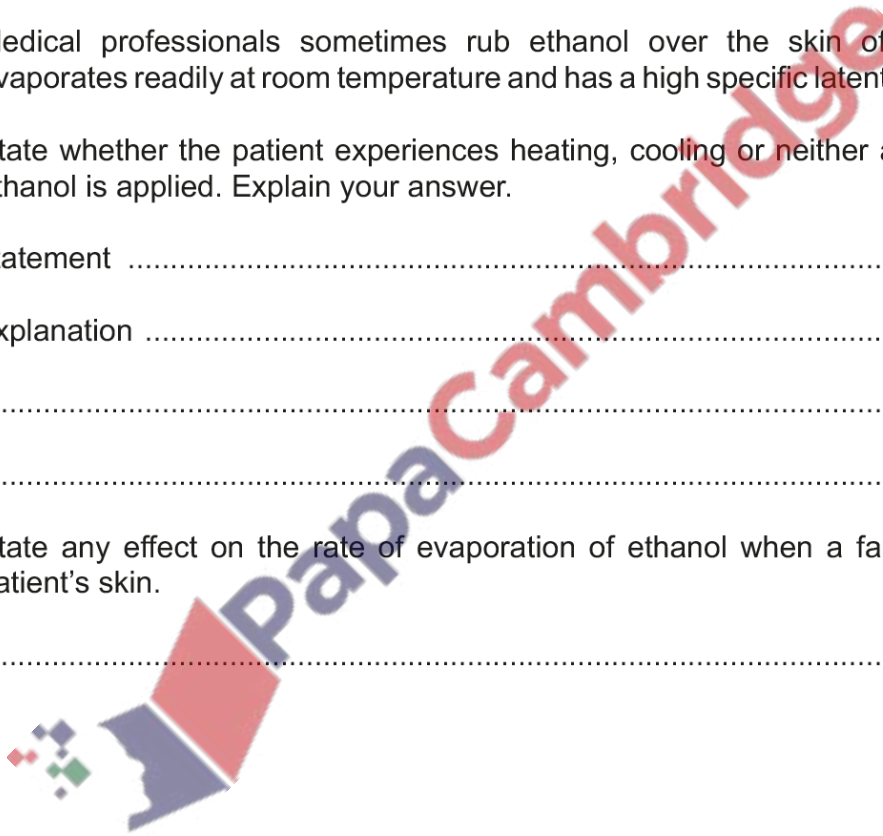 edical professionals sometimes rub ethanol over the skin of
vaporates readily at room temperature and has a high specific latent
tate whether the patient experiences heating, cooling or neither a
thanol is applied. Explain your answer.
tatement ................................................................................
xplanation ................................................................................
................................................................................
................................................................................
tate any effect on the rate of evaporation of ethanol when a fa
atient's skin.
................................................................................
PapaCambridge